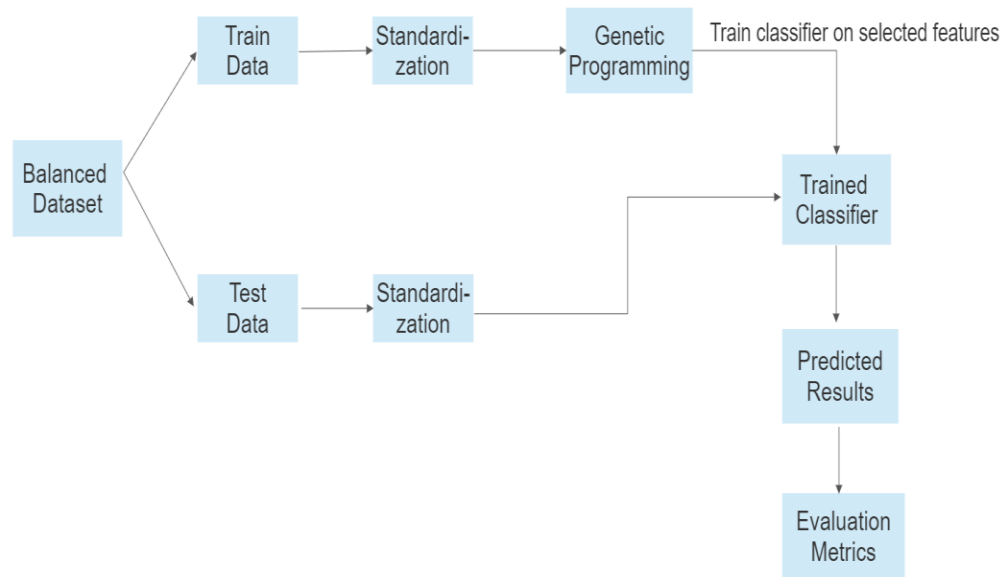 Train
Data
Standardi-
zation
Genetic
Programming
Train classifier on selected features
Balanced
Dataset
Trained
Classifier
Test
Data
Standardi-
zation
Predicted
Results
Evaluation
Metrics